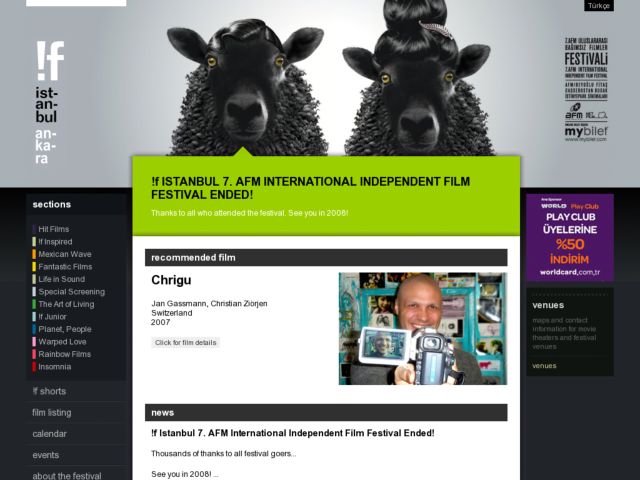 Türkçe
!f
ist-
an-
bul
an-
ka-
ra
7.AFM ULUSLARARASI
BAĞIMSIZ FİLMLER
FESTİVALİ
7.AFM INTERNATIONAL
INDEPENDENT FILM FESTIVAL
afm
mybilet
www.mybilet.com
!f ISTANBUL 7. AFM INTERNATIONAL INDEPENDENT FILM
FESTIVAL ENDED!
Thanks to all who attended the festival. See you in 2008!
sections
Hit Films
!f Inspired
Mexican Wave
Fantastic Films
Life in Sound
Special Screening
The Art of Living
!f Junior
Planet, People
Warped Love
Rainbow Films
Insomnia
!f shorts
film listing
calendar
events
about the festival
recommended film
Chrigu
Jan Gassmann, Christian Ziörjen
Switzerland
2007
Click for film details
news
!f Istanbul 7. AFM International Independent Film Festival Ended!
Thousands of thanks to all festival goers...
See you in 2008! ...
Ana Sponsor
WORLD Play Club
PLAY CLUB
ÜYELERİNE
%50
İNDİRİM
worldcard.com.tr
venues
maps and contact
information for movie
theaters and festival
venues
venues